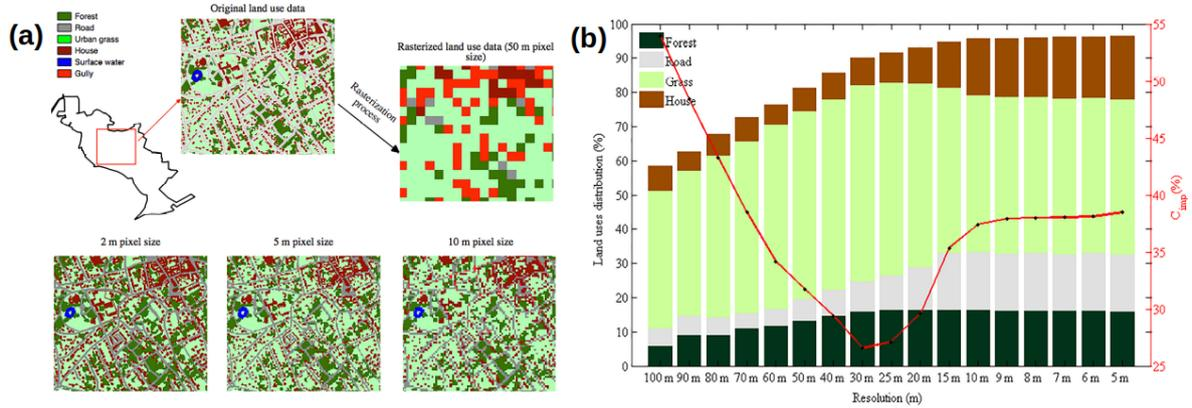 (a)
Forest
Road
Urban grass
House
Surface water
Gully
Original land use data
Rasterized land use data (50 m pixel
size)
Rasterization
process
2 m pixel size
5 m pixel size
10 m pixel size
(b)
100
90
80
70
60
50
40
30
20
10
0
Land uses distribution (%)
Forest
Road
Grass
House
55
50
45
40
35
30
25
C imp (%)
100 m 90 m 80 m 70 m 60 m 50 m 40 m 30 m 25 m 20 m 15 m 10 m 9 m 8 m 7 m 6 m 5 m
Resolution (m)